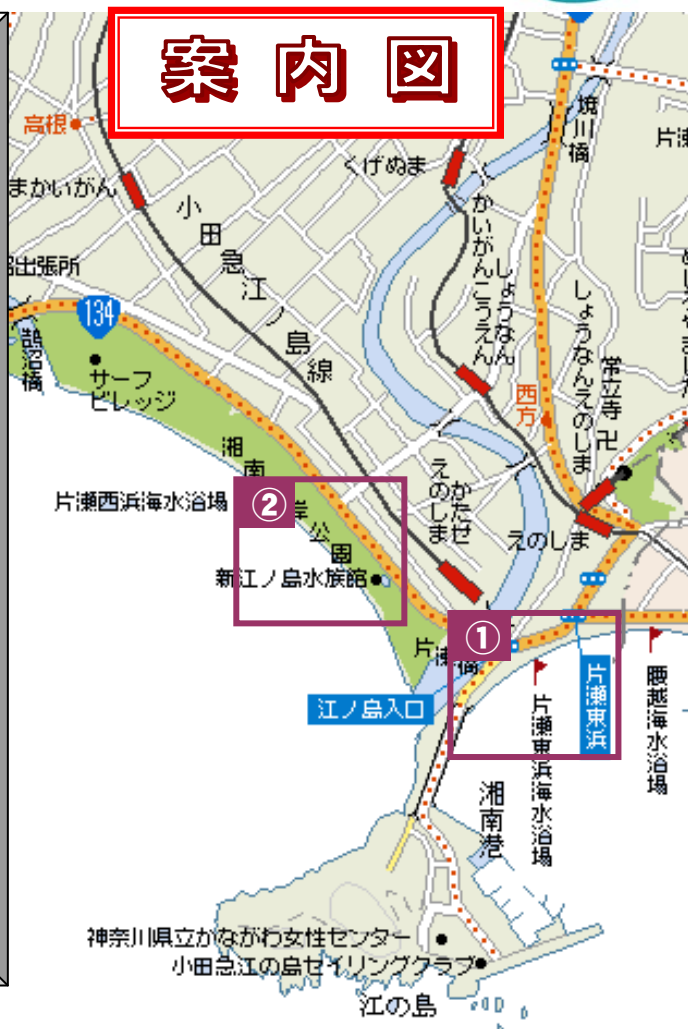 案内図
高根
まかいがん
小田急江ノ島線
くげぬま
かいがんこうえん
しょうなん
境川橋
片瀬
出張所
134
鵠沼橋
サーフ
ビレッジ
しょうなんえのしま
常立寺
西方
湘南
岸公園
片瀬西浜海水浴場
②
新江ノ島水族館
かたせ
えのしま
えのしま
①
片瀬橋
江ノ島入口
片瀬東浜
片瀬東浜海水浴場
腰越海水浴場
湘南港
神奈川県立かながわ女性センター
小田急江の島セイリングクラブ
江の島